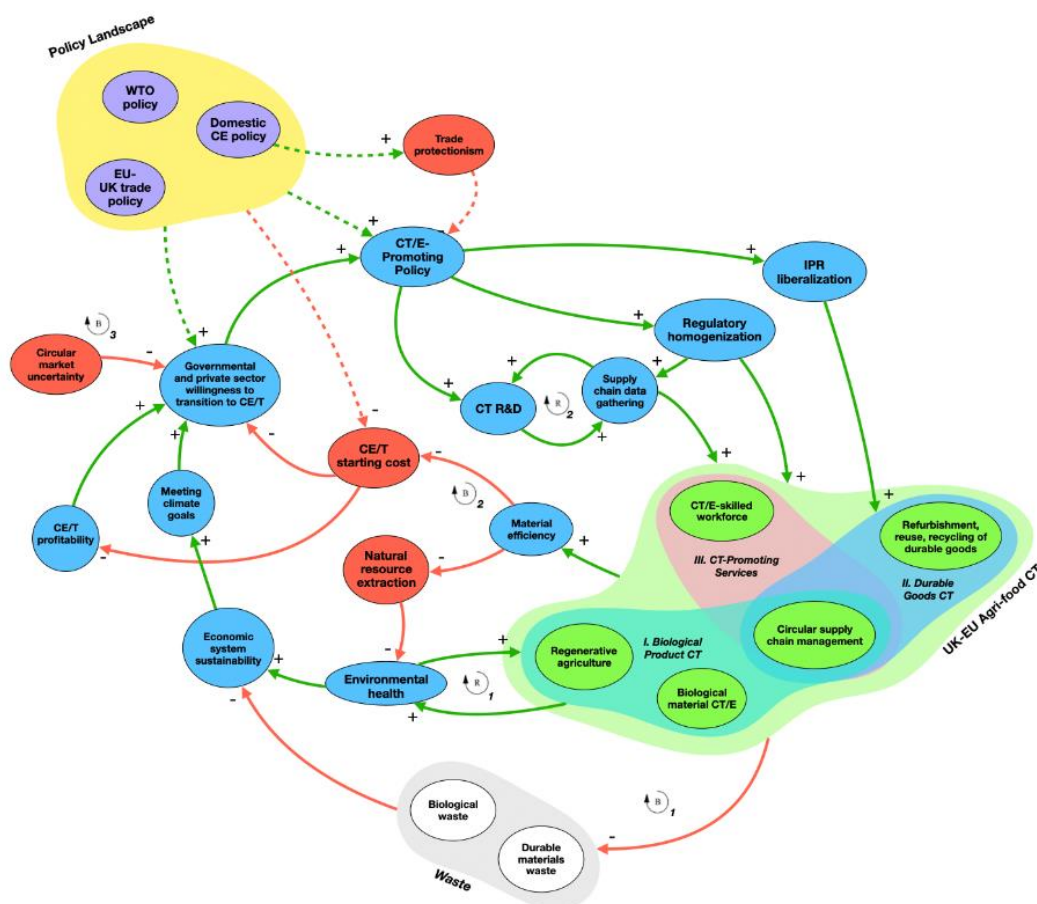 Policy Landscape
WTO
policy
Domestic
CE policy
EU-
UK trade
policy
+
Trade
protectionism
+
-
CT/E-
Promoting
Policy
+
+
IPR
liberalization
+
Regulatory
homogenization
B
3
Circular
market
uncertainty
-
+
Governmental
and private sector
willingness to
transition to CE/T
+
+
-
-
+
CT R&D
+
R
2
+
+
Supply
chain data
gathering
+
+
+
CE/T
starting cost
-
B
2
Meeting
climate
goals
+
CE/T
profitability
-
Material
efficiency
+
-
Natural
resource
extraction
CT/E-skilled
workforce
III. CT-Promoting
Services
Refurbishment,
reuse, recycling of
durable goods
II. Durable
Goods CT
UK-EU Agri-food CT
Economic
system
sustainability
+
-
-
Environmental
health
+
+
R
1
Regenerative
agriculture
I. Biological
Product CT
Circular supply
chain management
Biological
material CT/E
B
1
-
Biological
waste
Durable
materials
waste
Waste